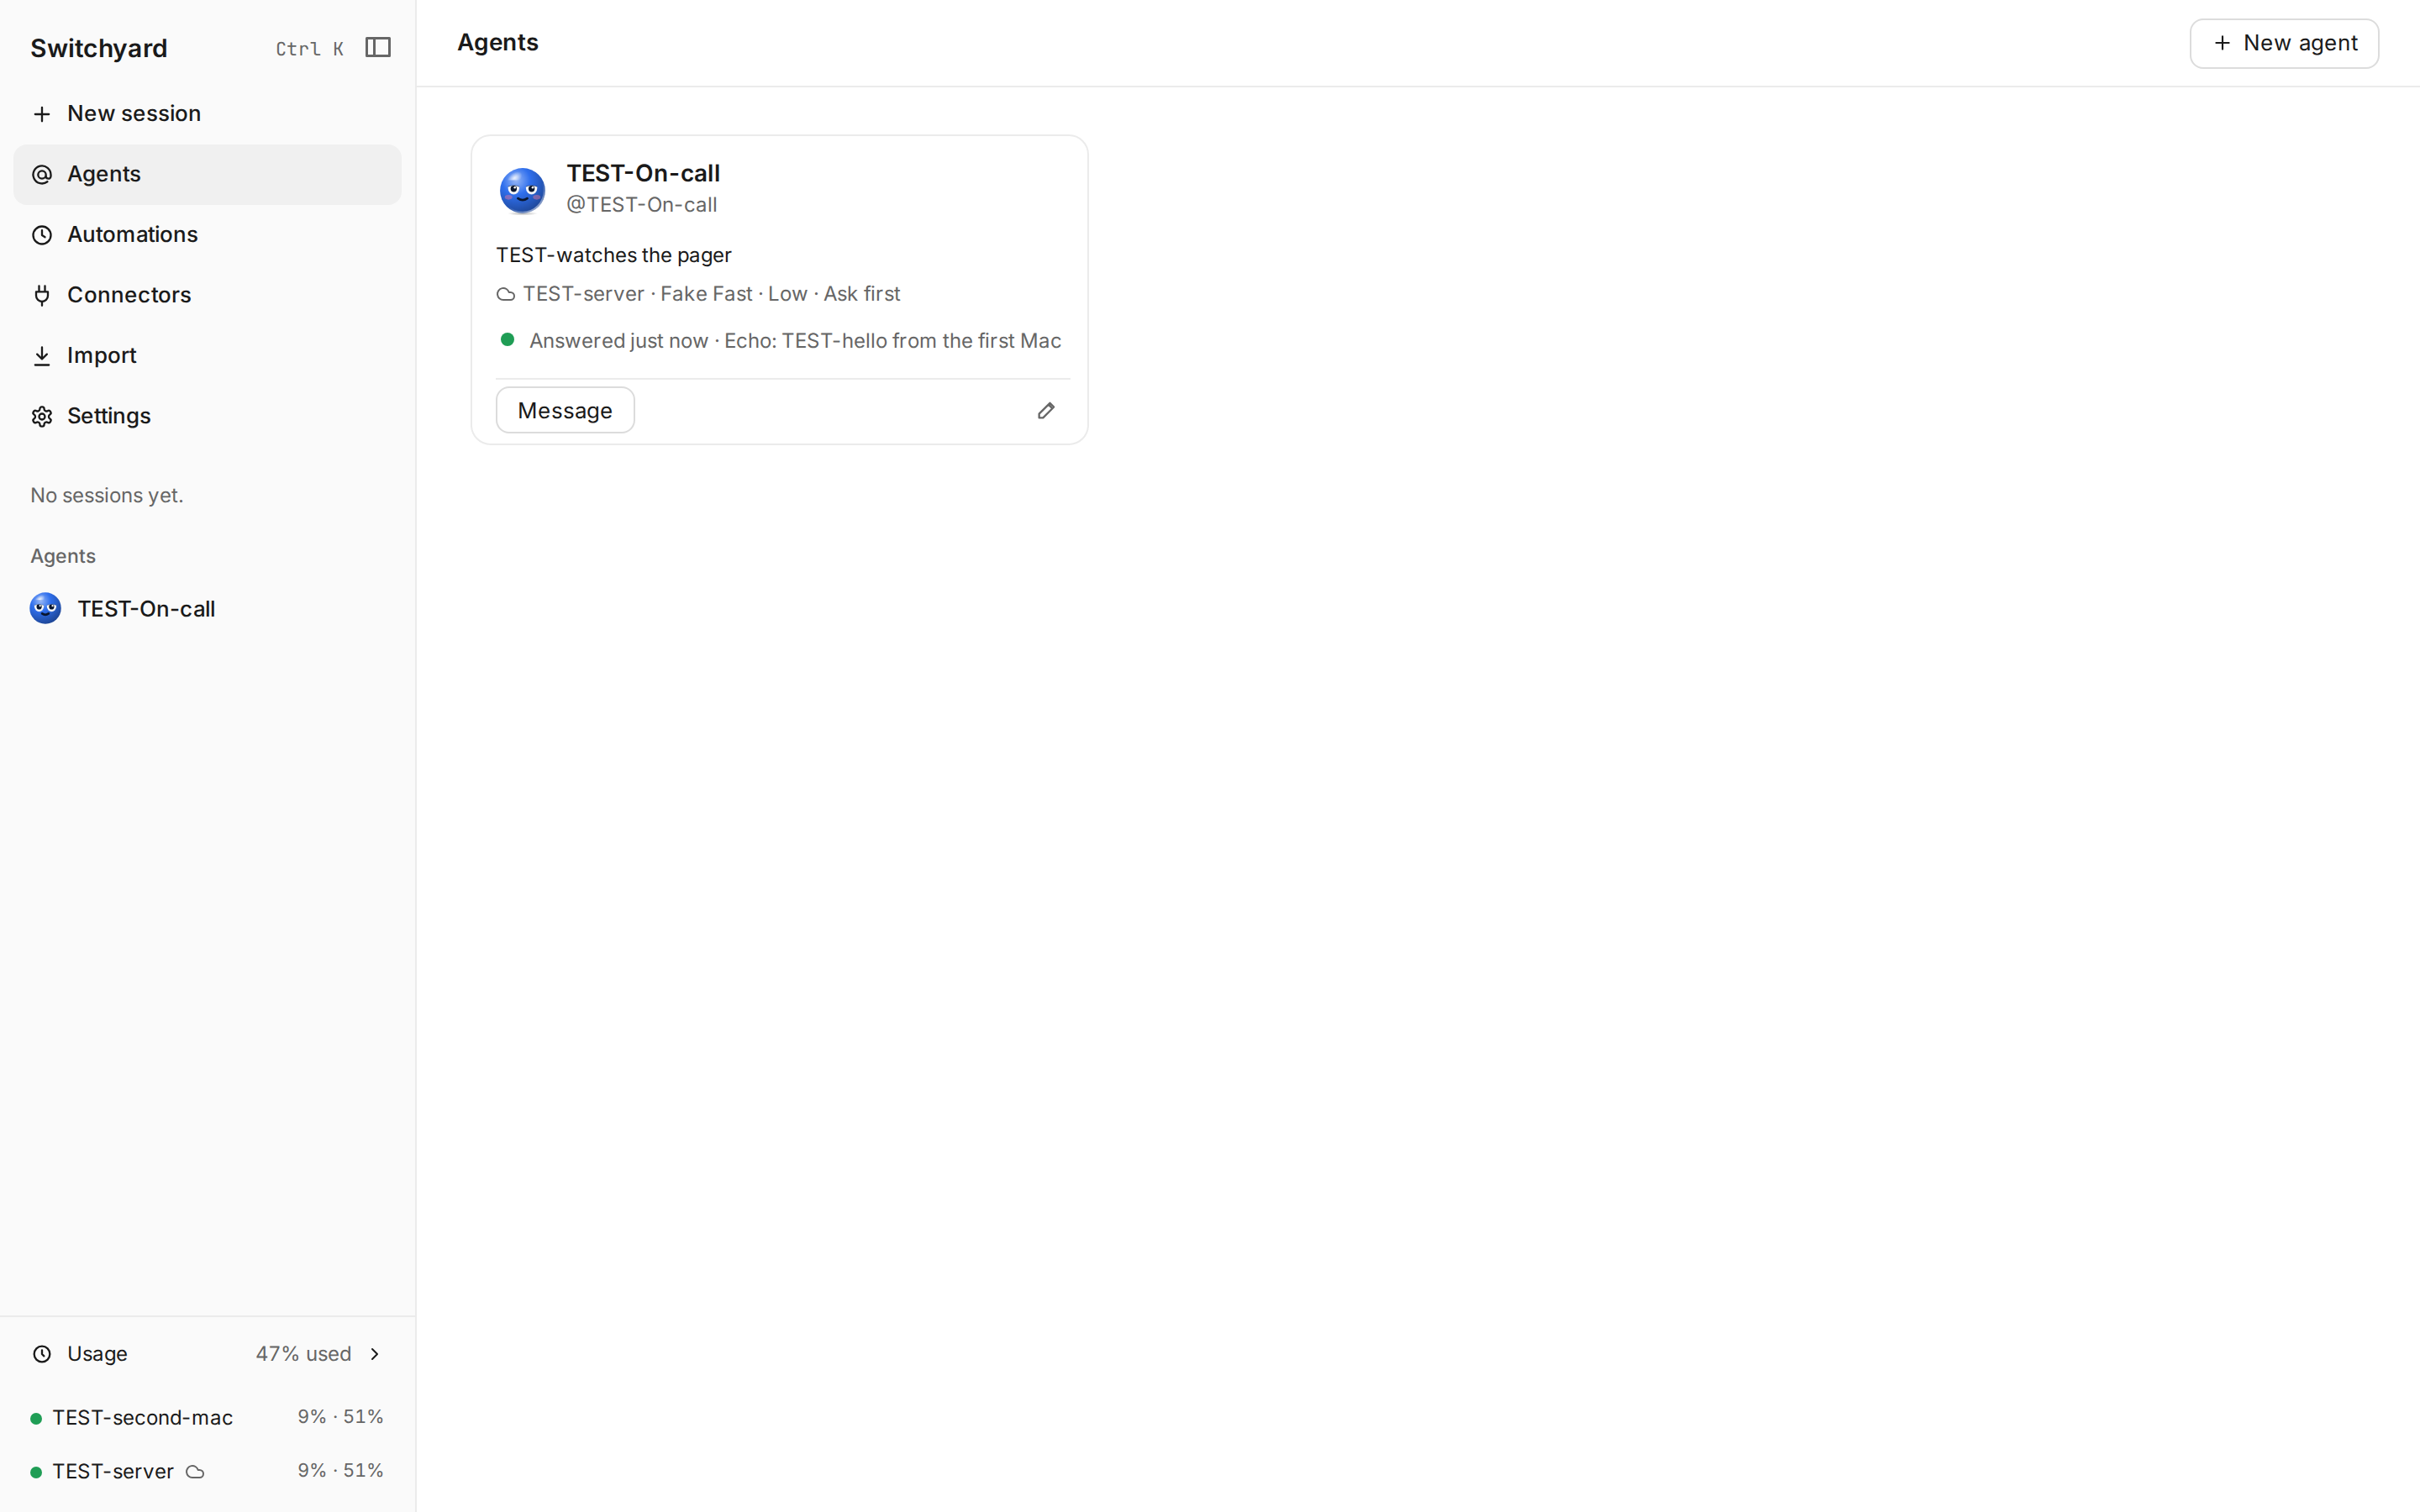 Switchyard Ctrl K
New session
Agents
Automations
Connectors
Import
Settings
No sessions yet.
Agents
TEST-On-call
Usage 47% used
TEST-second-mac 9% · 51%
TEST-server 9% · 51%
Agents
New agent
TEST-On-call
@TEST-On-call
TEST-watches the pager
TEST-server · Fake Fast · Low · Ask first
Answered just now · Echo: TEST-hello from the first Mac
Message